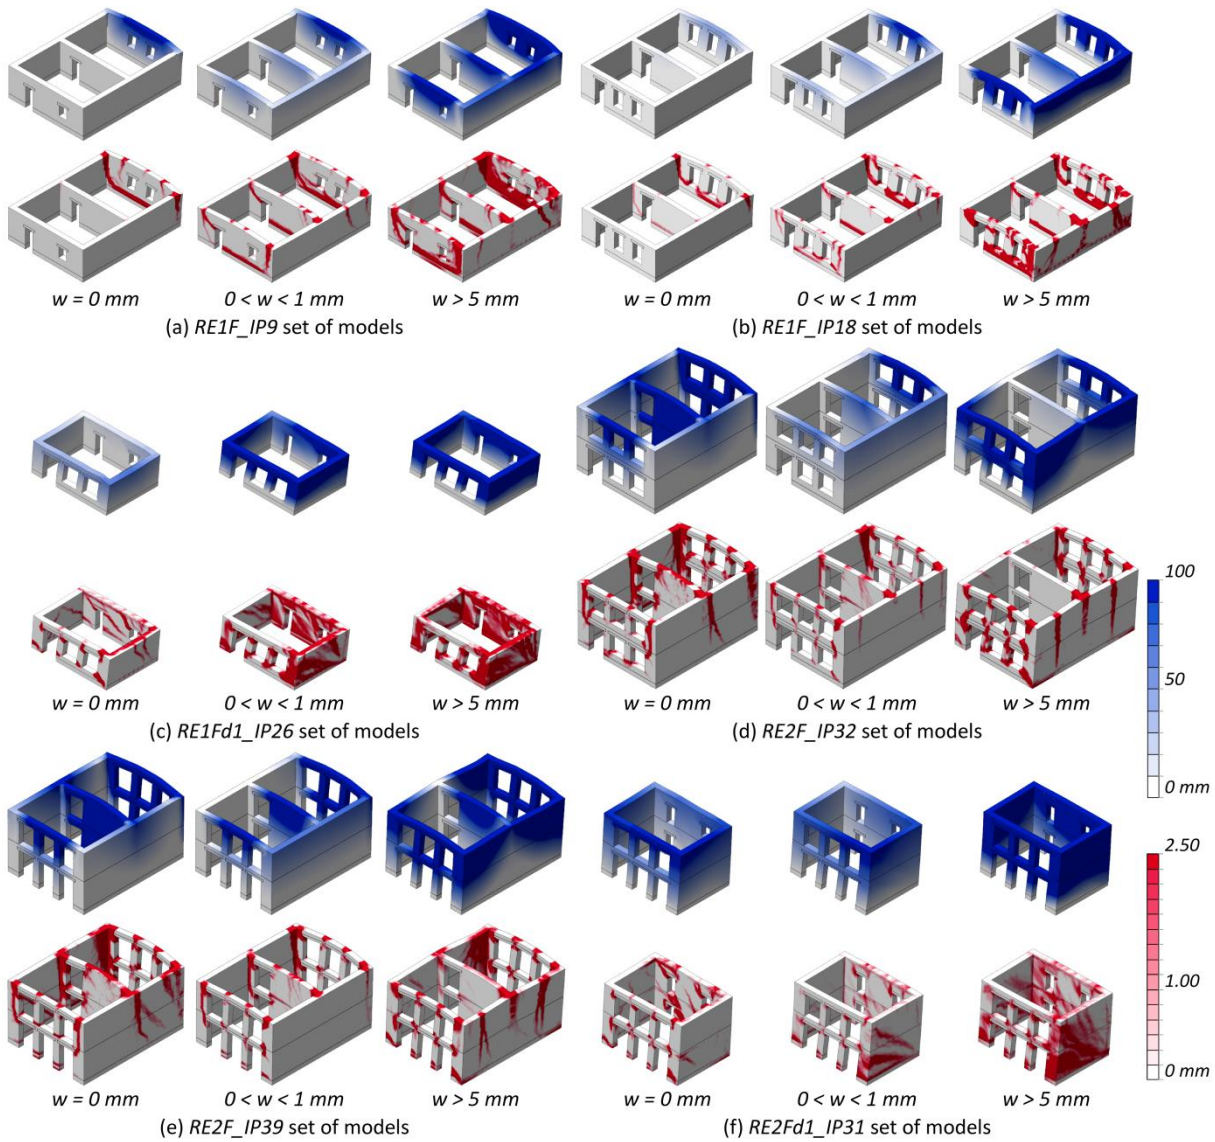 w = 0 mm 0 < w < 1 mm w > 5 mm
(a) RE1F_IP9 set of models
w = 0 mm 0 < w < 1 mm w > 5 mm
(b) RE1F_IP18 set of models
w = 0 mm 0 < w < 1 mm w > 5 mm
(c) RE1Fd1_IP26 set of models
w = 0 mm 0 < w < 1 mm w > 5 mm
(d) RE2F_IP32 set of models
100
50
0 mm
w = 0 mm 0 < w < 1 mm w > 5 mm
(e) RE2F_IP39 set of models
w = 0 mm 0 < w < 1 mm w > 5 mm
(f) RE2Fd1_IP31 set of models
2.50
1.00
0 mm